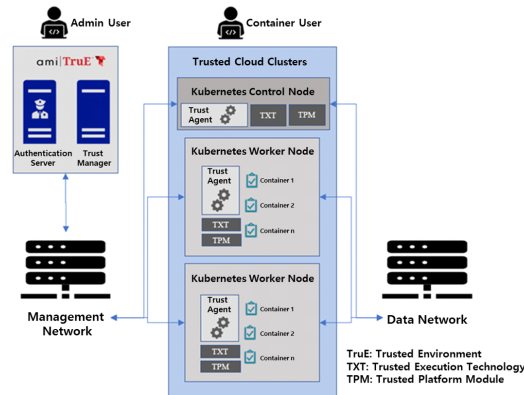 Admin User
Container User
ami TruE
Authentication
Server
Trust
Manager
Trusted Cloud Clusters
Kubernetes Control Node
Trust
Agent
TXT
TPM
Kubernetes Worker Node
Trust
Agent
Container 1
Container 2
Container n
TXT
TPM
Kubernetes Worker Node
Trust
Agent
Container 1
Container 2
Container n
TXT
TPM
Management
Network
Data Network
TruE: Trusted Environment
TXT: Trusted Execution Technology
TPM: Trusted Platform Module